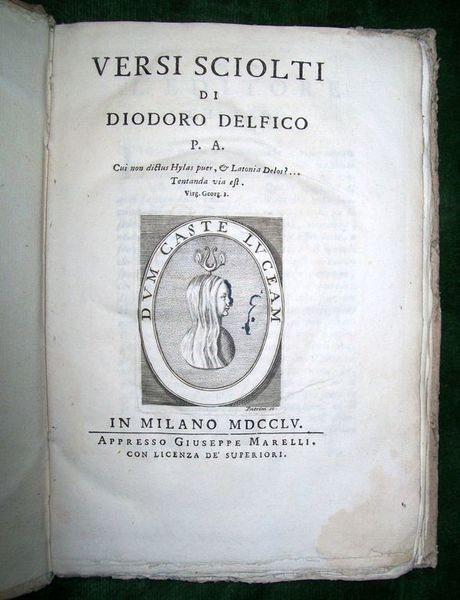 VERSI SCIOLTI
DI
DIODORO DELFICO
P. A.
Cui non dictus Hylas puer, & Latonia Delos?...
Tentanda via est.
Virg. Georg. 3.
DVM CASTE LVCEAM
IN MILANO MDCCLV.
APPRESSO GIUSEPPE MARELLI.
CON LICENZA DE' SUPERIORI.